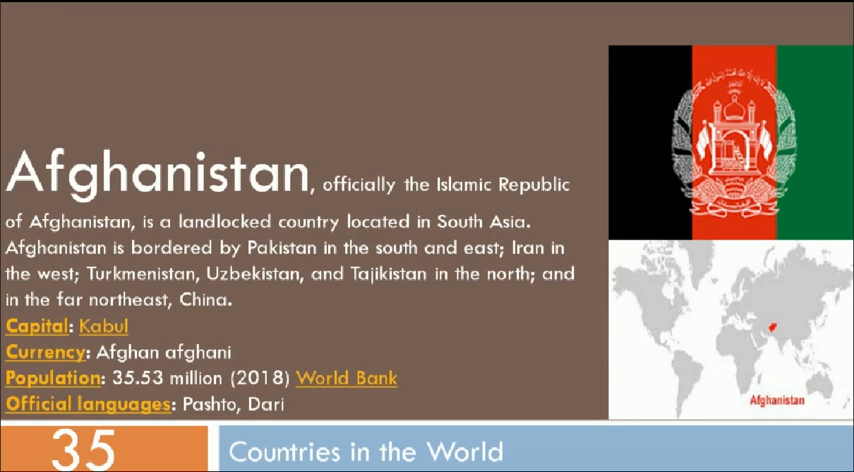 Afghanistan, officially the Islamic Republic
of Afghanistan, is a landlocked country located in South Asia.
Afghanistan is bordered by Pakistan in the south and east; Iran in
the west; Turkmenistan, Uzbekistan, and Tajikistan in the north; and
in the far northeast, China.
Capital: Kabul
Currency: Afghan afghani
Population: 35.53 million (2018) World Bank
Official languages: Pashto, Dari
Afghanistan
35
Countries in the World